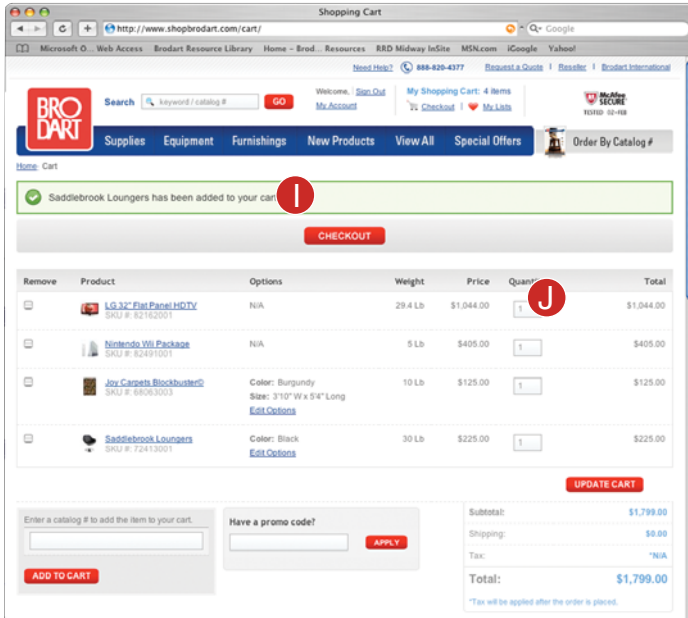 Shopping Cart
http://www.shopbrodart.com/cart/
Google
Microsoft O... Web Access Brodart Resource Library Home – Brod... Resources RRD Midway InSite MSN.com iGoogle Yahoo!
Need Help? 888-820-4377 Request a Quote | Reseller | Brodart International
BRO
DART
Search keyword / catalog # GO
Welcome, Sign Out
My Account
My Shopping Cart: 4 items
Checkout | My Lists
McAfee
SECURE
TESTED 02-FEB
Supplies Equipment Furnishings New Products View All Special Offers Order By Catalog #
Home› Cart
Saddlebrook Loungers has been added to your cart
I
CHECKOUT
Remove Product Options Weight Price Quanti Total
J
LG 32" Flat Panel HDTV N/A 29.4 Lb $1,044.00 1 $1,044.00
SKU #: 82162001
Nintendo Wii Package N/A 5 Lb $405.00 1 $405.00
SKU #: 82491001
Joy Carpets Blockbuster© Color: Burgundy 10 Lb $125.00 1 $125.00
SKU #: 68063003 Size: 3'10" W x 5'4" Long
Edit Options
Saddlebrook Loungers Color: Black 30 Lb $225.00 1 $225.00
SKU #: 72413001 Edit Options
UPDATE CART
Enter a catalog # to add the item to your cart.
ADD TO CART
Have a promo code?
APPLY
Subtotal: $1,799.00
Shipping: $0.00
Tax: *N/A
Total: $1,799.00
*Tax will be applied after the order is placed.